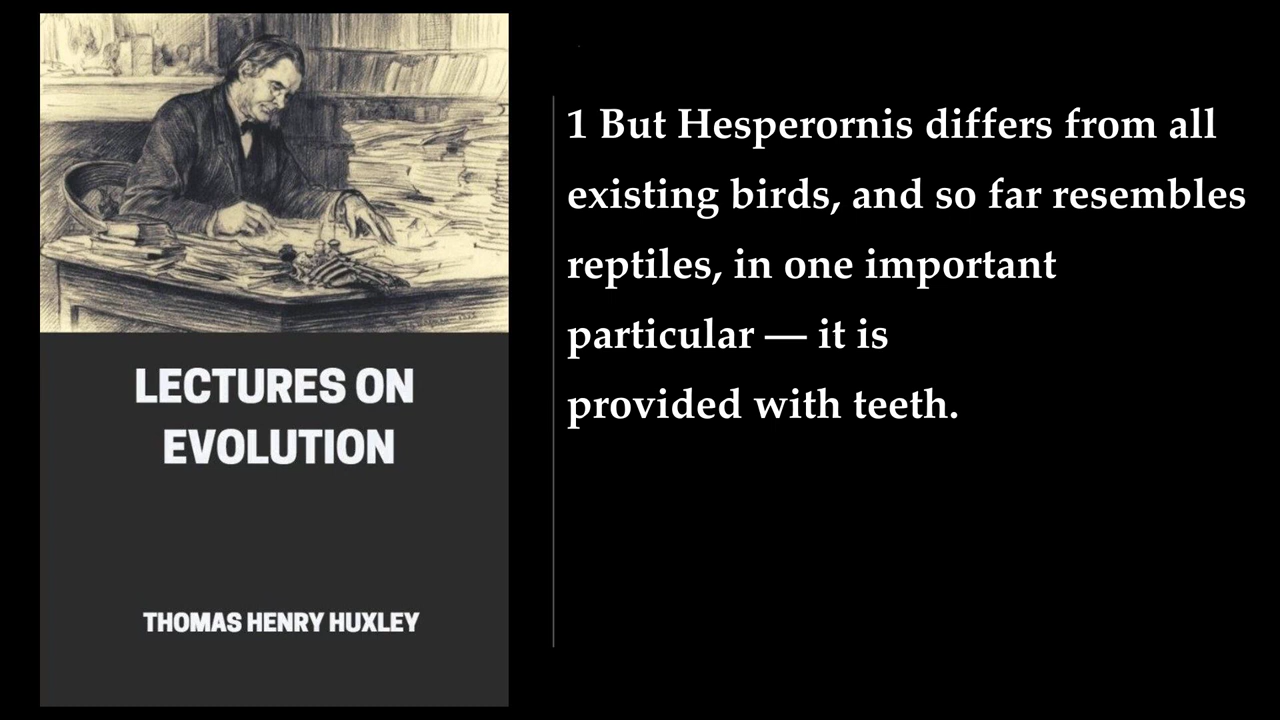 LECTURES ON
EVOLUTION
THOMAS HENRY HUXLEY
1 But Hesperornis differs from all
existing birds, and so far resembles
reptiles, in one important
particular — it is
provided with teeth.